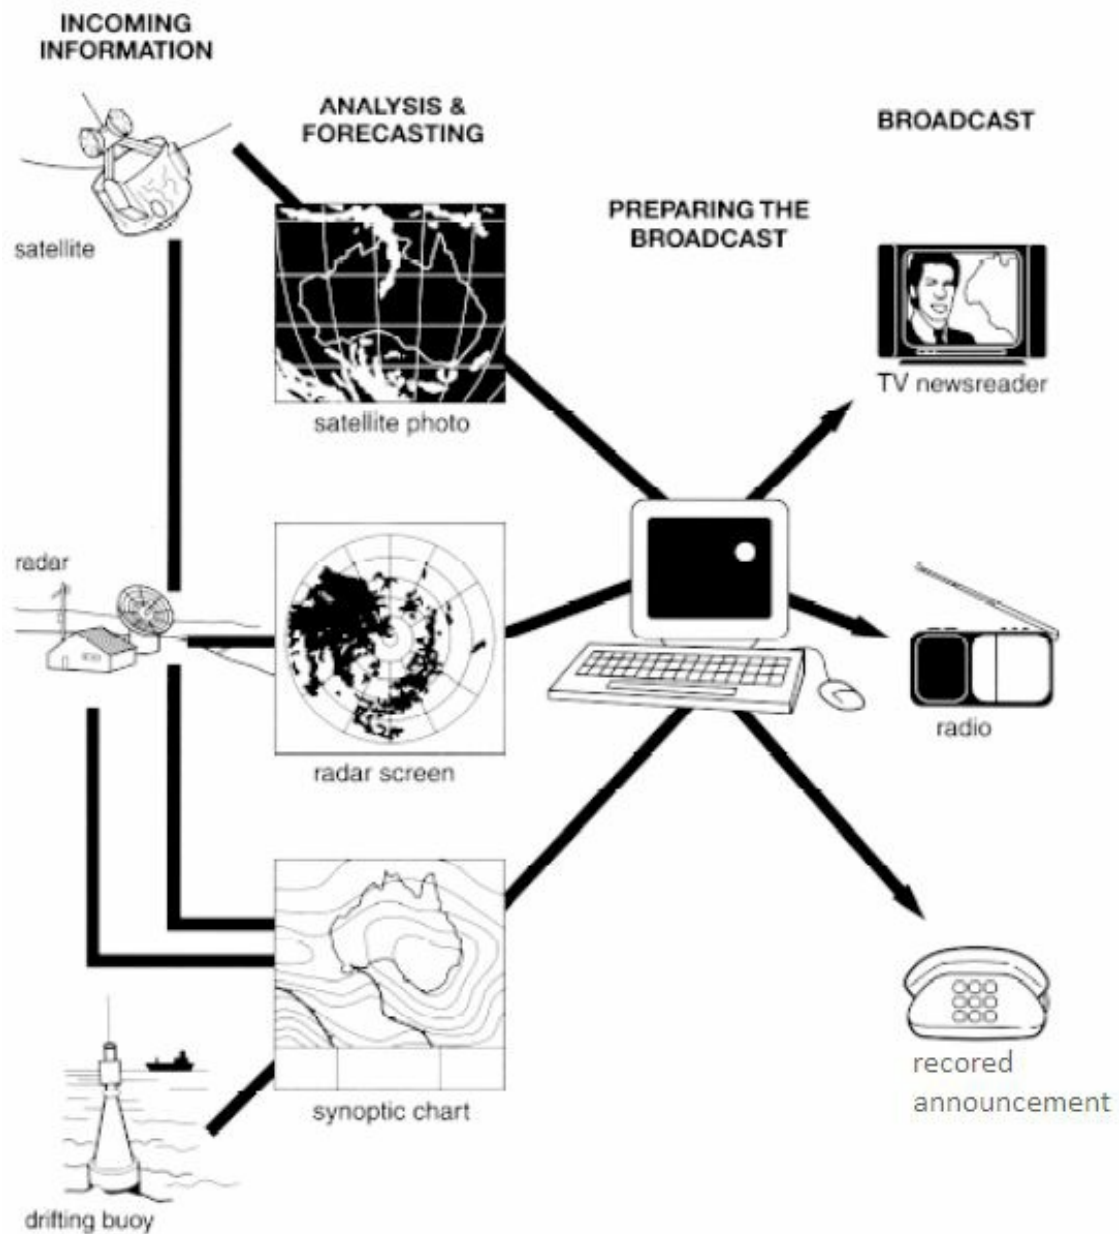 INCOMING
INFORMATION
ANALYSIS &
FORECASTING
BROADCAST
PREPARING THE
BROADCAST
satellite
satellite photo
TV newsreader
radar
radar screen
radio
synoptic chart
recored
announcement
drifting buoy